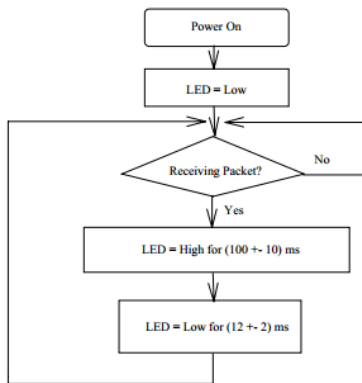 Power On
LED = Low
Receiving Packet?
No
Yes
LED = High for (100 +- 10) ms
LED = Low for (12 +- 2) ms